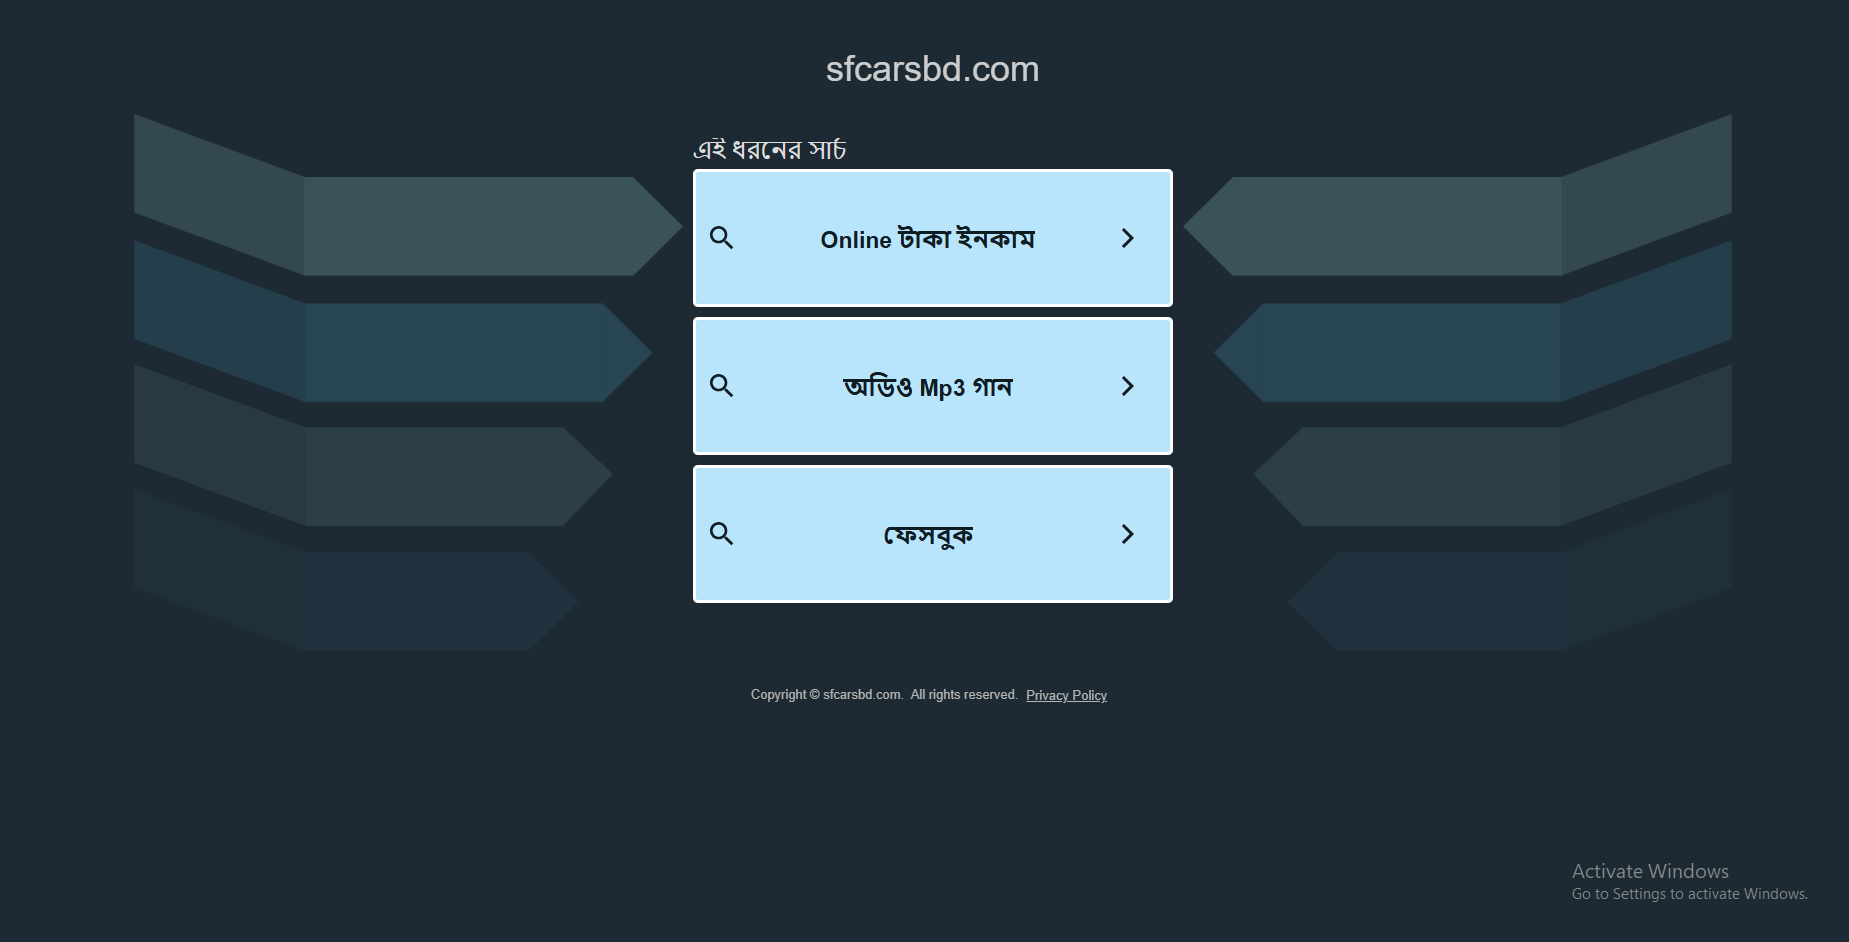 sfcarsbd.com
এই ধরনের সার্চ
Online টাকা ইনকাম
অডিও Mp3 গান
ফেসবুক
Copyright © sfcarsbd.com. All rights reserved. Privacy Policy
Activate Windows
Go to Settings to activate Windows.